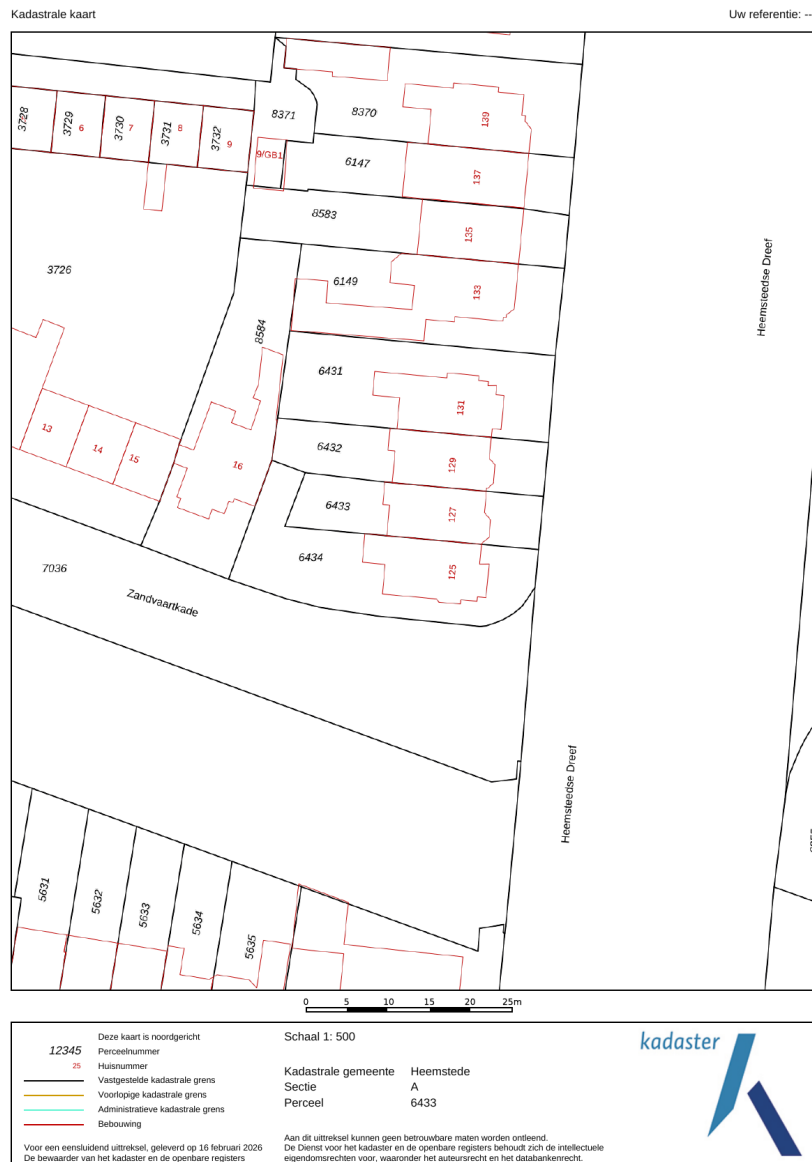 Kadastrale kaart
Uw referentie: --
8371
8370
139
3728
3729
6
3730
7
3731
8
3732
9
9/GB1
6147
137
8583
135
3726
6149
133
Heemsteedse Dreef
8584
6431
131
13
14
15
16
6432
129
6433
127
6434
125
7036
Zandvaartkade
Heemsteedse Dreef
5631
5632
5633
5634
5635
0 5 10 15 20 25m
Deze kaart is noordgericht
12345 Perceelnummer
25 Huisnummer
Vastgestelde kadastrale grens
Voorlopige kadastrale grens
Administratieve kadastrale grens
Bebouwing
Voor een eensluidend uittreksel, geleverd op 16 februari 2026
De bewaarder van het kadaster en de openbare registers
Schaal 1: 500
Kadastrale gemeente Heemstede
Sectie A
Perceel 6433
Aan dit uittreksel kunnen geen betrouwbare maten worden ontleend.
De Dienst voor het kadaster en de openbare registers behoudt zich de intellectuele
eigendomsrechten voor, waaronder het auteursrecht en het databankenrecht.
kadaster